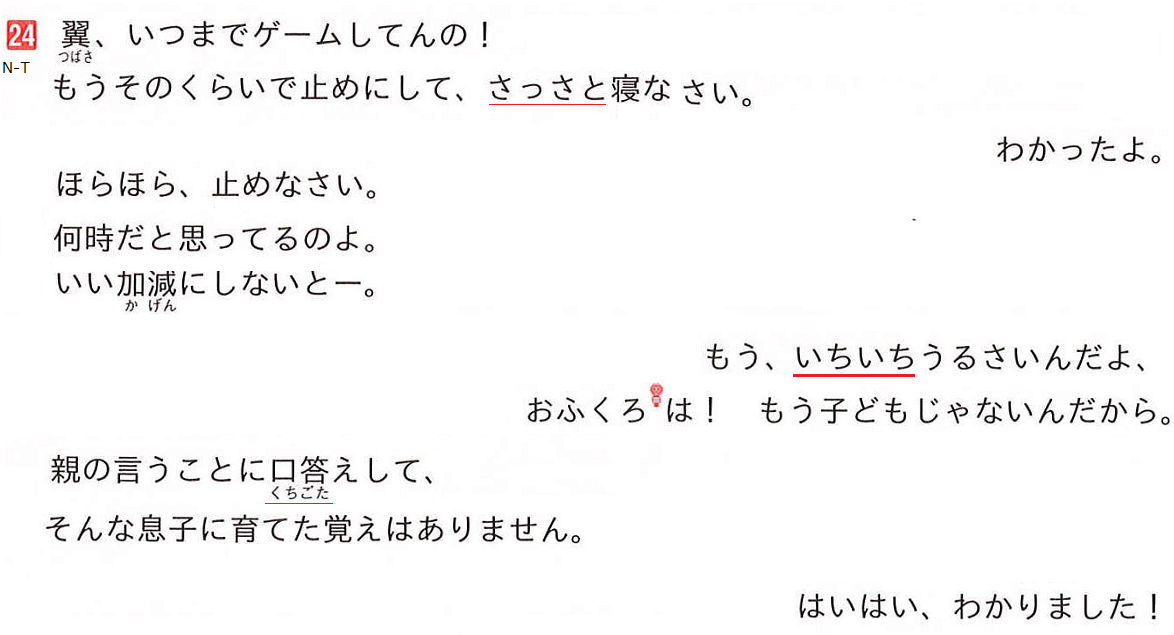 24 翼、いつまでゲームしてんの！
つばさ
N-T
もうそのくらいで止めにして、さっさと寝なさい。
わかったよ。
ほらほら、止めなさい。
何時だと思ってるのよ。
いい加減にしないとー。
か げん
もう、いちいちうるさいんだよ、
おふくろは！ もう子どもじゃないんだから。
親の言うことに口答えして、
くちごた
そんな息子に育てた覚えはありません。
はいはい、わかりました！